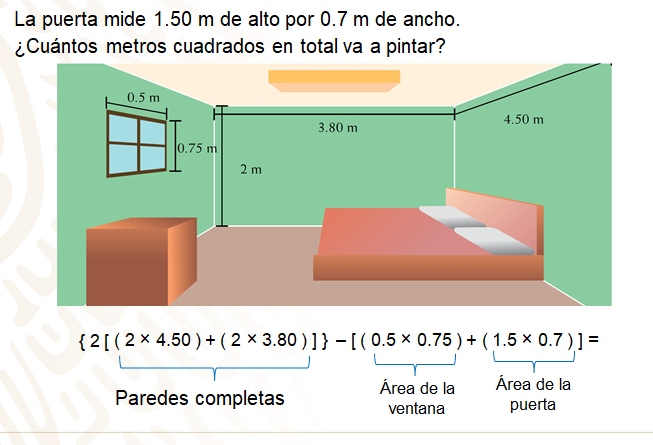 La puerta mide 1.50 m de alto por 0.7 m de ancho.
¿Cuántos metros cuadrados en total va a pintar?
0.5 m
3.80 m
4.50 m
0.75 m
2 m
{ 2 [ ( 2 × 4.50 ) + ( 2 × 3.80 ) ] } – [ ( 0.5 × 0.75 ) + ( 1.5 × 0.7 ) ] =
Paredes completas
Área de la
ventana
Área de la
puerta